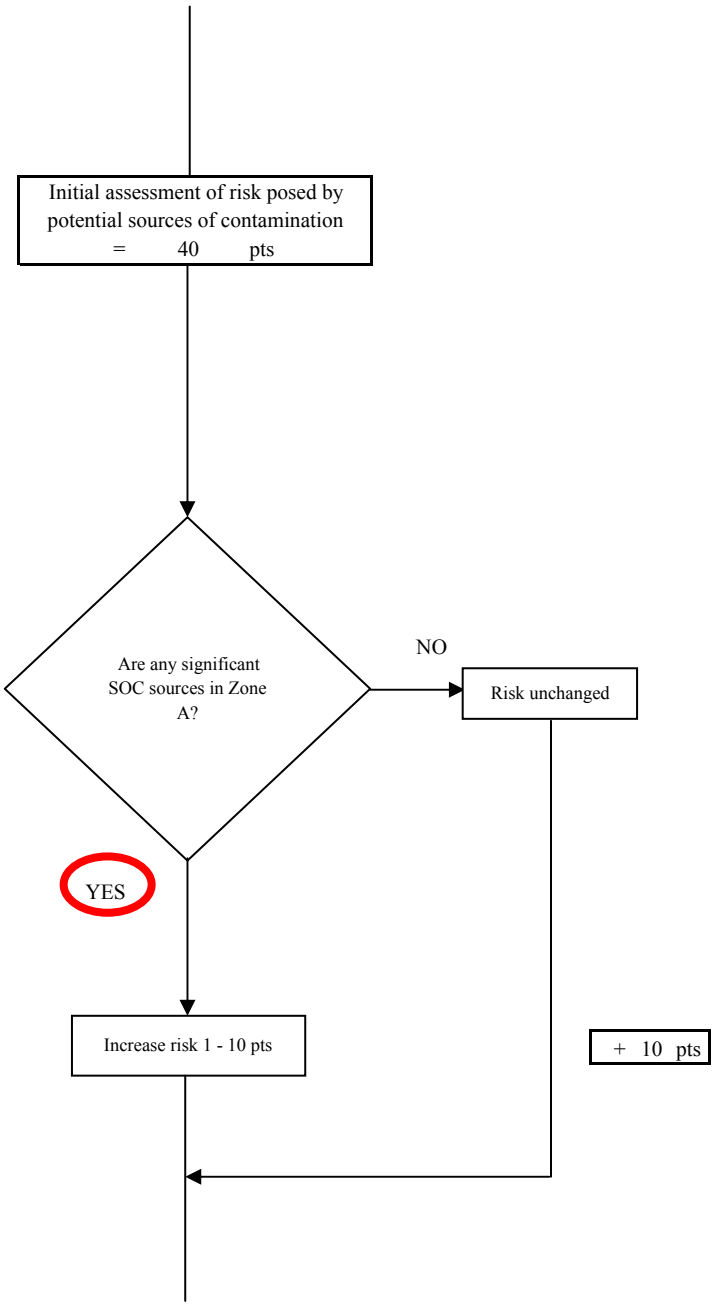 Initial assessment of risk posed by
potential sources of contamination
= 40 pts
Are any significant
SOC sources in Zone
A?
NO
Risk unchanged
YES
Increase risk 1 - 10 pts
+ 10 pts